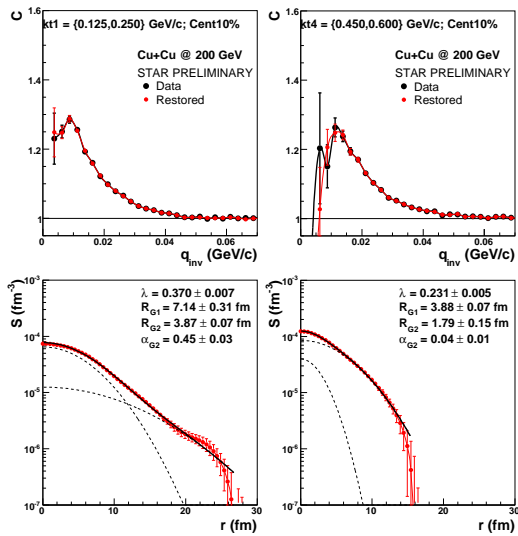 C
kt1 = {0.125,0.250} GeV/c; Cent10%
Cu+Cu @ 200 GeV
STAR PRELIMINARY
Data
Restored
1.6
1.4
1.2
1
0
0.02
0.04
0.06
q_inv (GeV/c)
C
kt4 = {0.450,0.600} GeV/c; Cent10%
Cu+Cu @ 200 GeV
STAR PRELIMINARY
Data
Restored
1.6
1.4
1.2
1
0
0.02
0.04
0.06
q_inv (GeV/c)
S (fm⁻³)
λ = 0.370 ± 0.007
R_G1 = 7.14 ± 0.31 fm
R_G2 = 3.87 ± 0.07 fm
α_G2 = 0.45 ± 0.03
10⁻³
10⁻⁴
10⁻⁵
10⁻⁶
10⁻⁷
0
10
20
30
r (fm)
S (fm⁻³)
λ = 0.231 ± 0.005
R_G1 = 3.88 ± 0.07 fm
R_G2 = 1.79 ± 0.15 fm
α_G2 = 0.04 ± 0.01
10⁻³
10⁻⁴
10⁻⁵
10⁻⁶
10⁻⁷
0
10
20
30
r (fm)